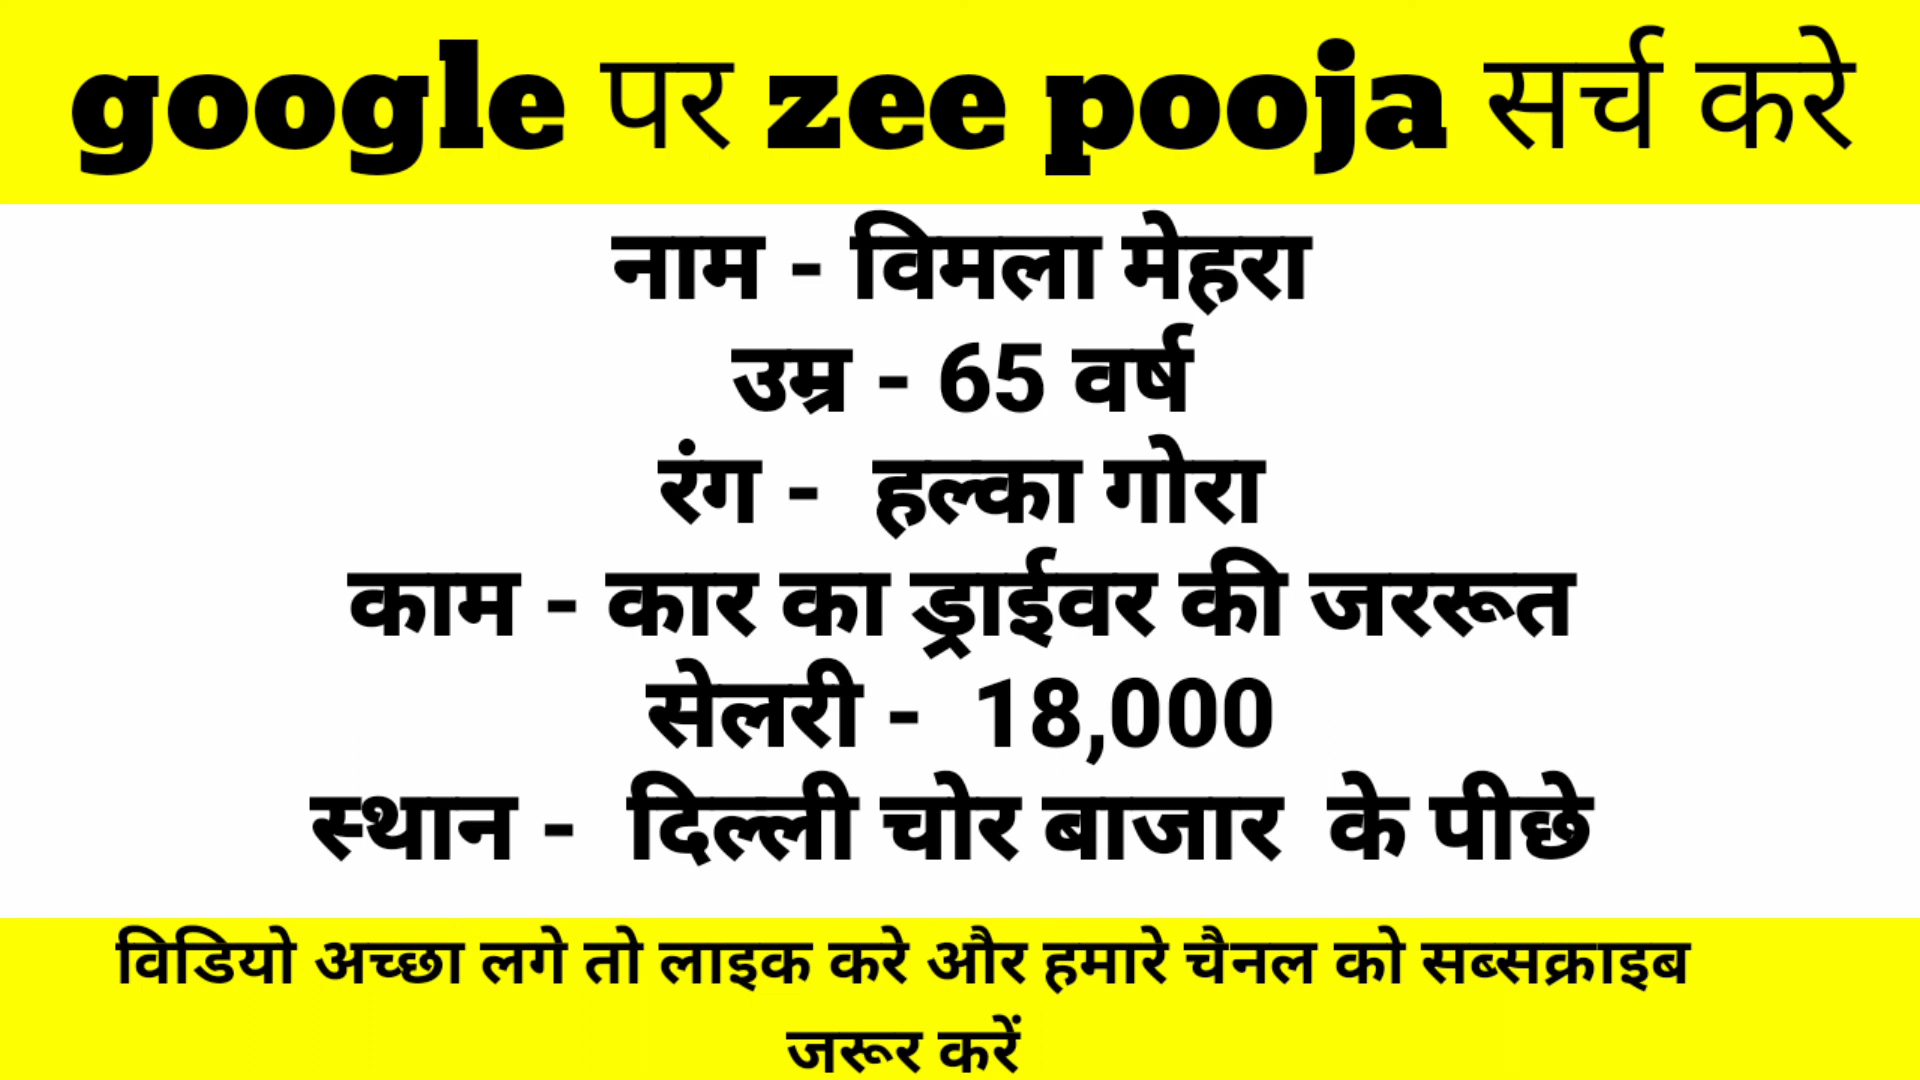 google पर zee pooja सर्च करे
नाम - विमला मेहरा
उम्र - 65 वर्ष
रंग - हल्का गोरा
काम - कार का ड्राईवर की जररूत
सेलरी - 18,000
स्थान - दिल्ली चोर बाजार के पीछे
विडियो अच्छा लगे तो लाइक करे और हमारे चैनल को सब्सक्राइब
जरूर करें